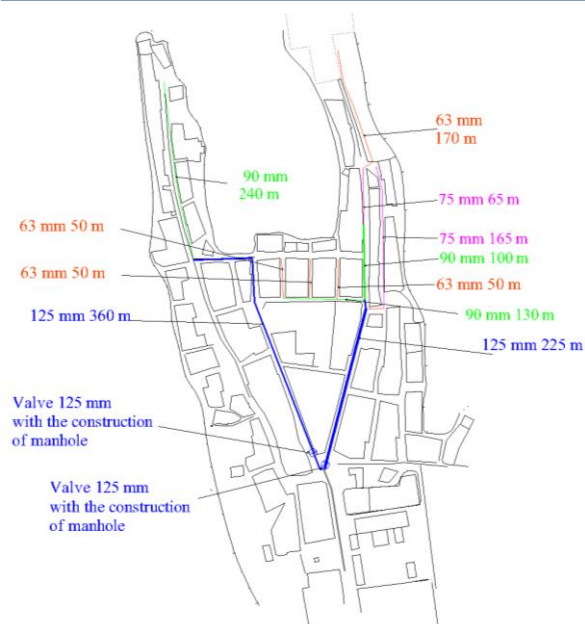 63 mm
170 m
90 mm
240 m
75 mm 65 m
63 mm 50 m
75 mm 165 m
90 mm 100 m
63 mm 50 m
63 mm 50 m
125 mm 360 m
90 mm 130 m
125 mm 225 m
Valve 125 mm
with the construction
of manhole
Valve 125 mm
with the construction
of manhole